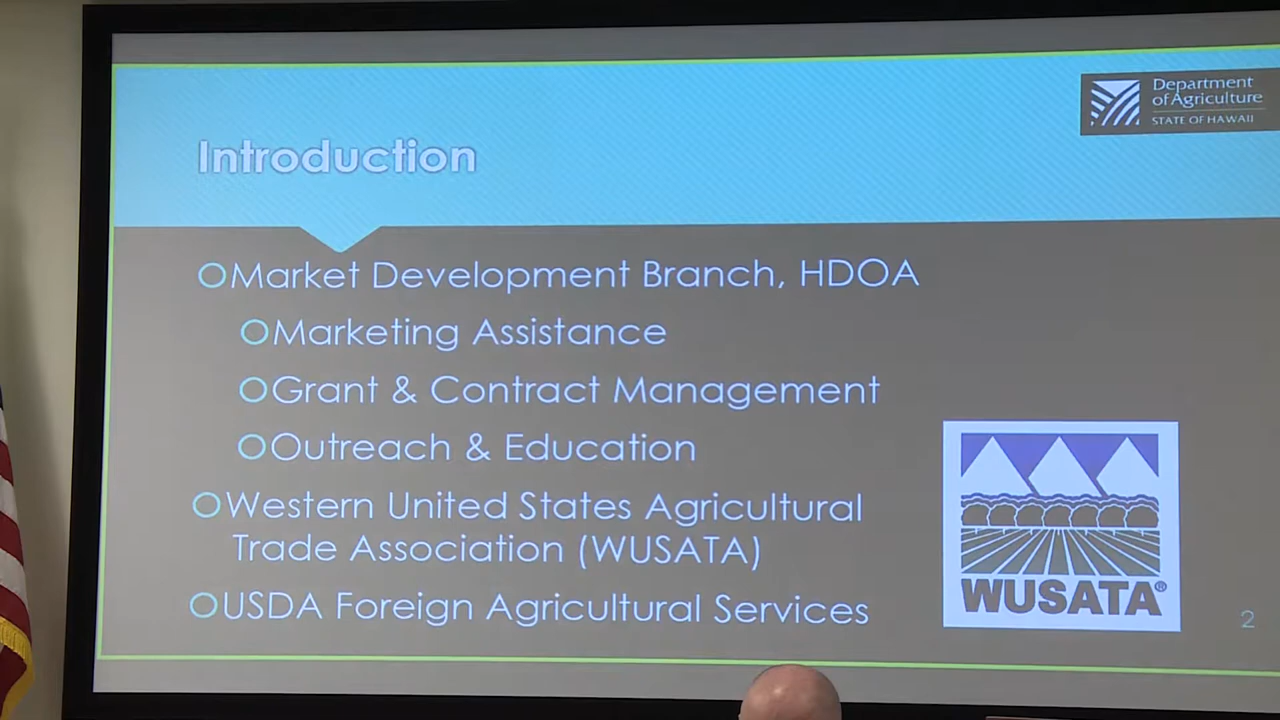 Department
of Agriculture
STATE OF HAWAII
Introduction
Market Development Branch, HDOA
Marketing Assistance
Grant & Contract Management
Outreach & Education
Western United States Agricultural
Trade Association (WUSATA)
USDA Foreign Agricultural Services
WUSATA®
2